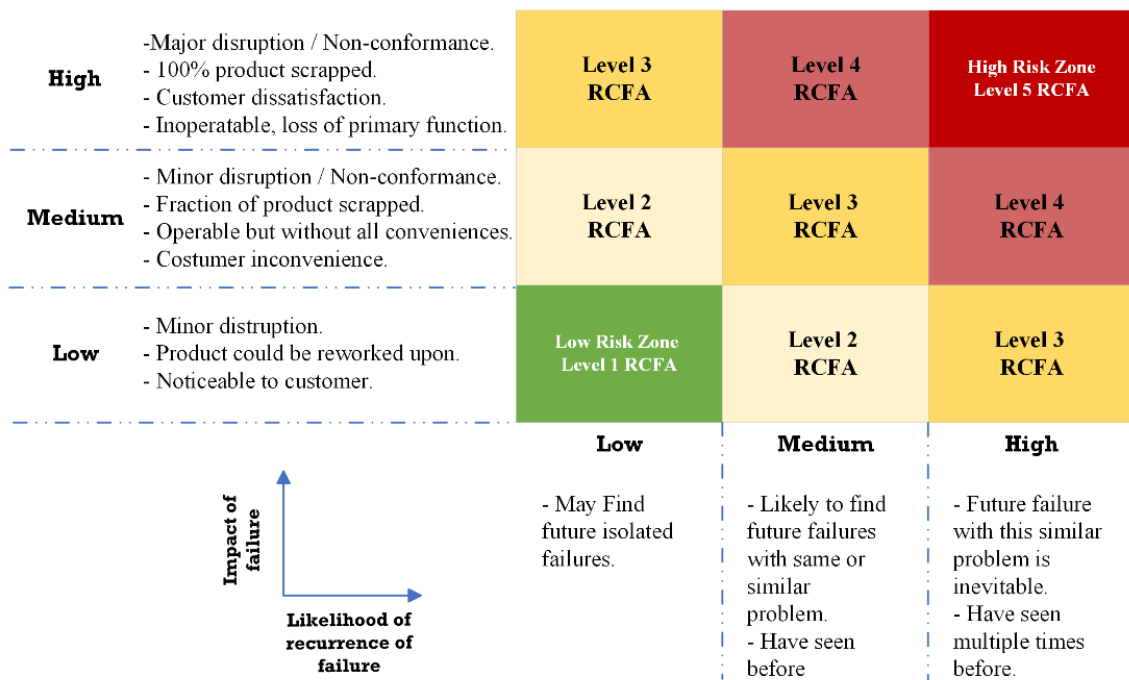 High
-Major disruption / Non-conformance.
- 100% product scrapped.
- Customer dissatisfaction.
- Inoperatable, loss of primary function.
Level 3
RCFA
Level 4
RCFA
High Risk Zone
Level 5 RCFA
Medium
- Minor disruption / Non-conformance.
- Fraction of product scrapped.
- Operable but without all conveniences.
- Costumer inconvenience.
Level 2
RCFA
Level 3
RCFA
Level 4
RCFA
Low
- Minor distruption.
- Product could be reworked upon.
- Noticeable to customer.
Low Risk Zone
Level 1 RCFA
Level 2
RCFA
Level 3
RCFA
Low
Medium
High
- May Find
future isolated
failures.
- Likely to find
future failures
with same or
similar
problem.
- Have seen
before
- Future failure
with this similar
problem is
inevitable.
- Have seen
multiple times
before.
Impact of
failure
Likelihood of
recurrence of
failure